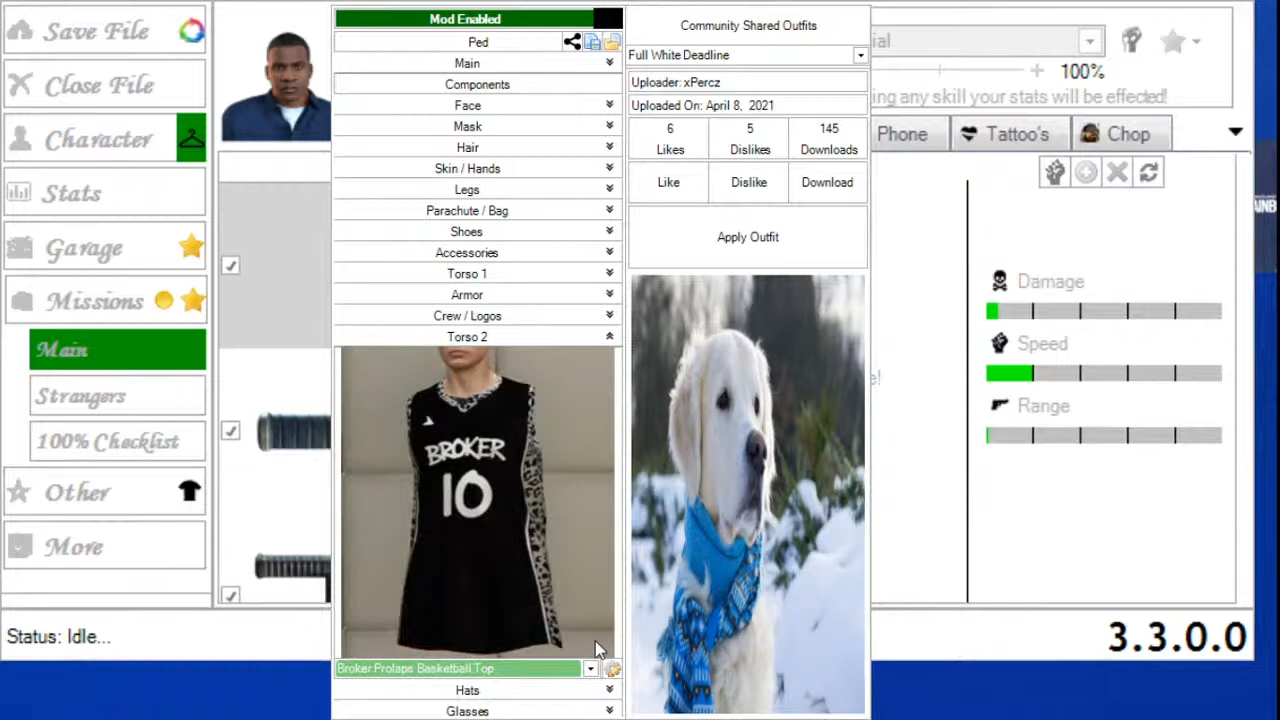 Save File
Close File
Character
Stats
Garage
Missions
Main
Strangers
100% Checklist
Other
More
Status: Idle...
Mod Enabled
Ped
Main
Components
Face
Mask
Hair
Skin / Hands
Legs
Parachute / Bag
Shoes
Accessories
Torso 1
Armor
Crew / Logos
Torso 2
BROKER
10
Broker Prolaps Basketball Top
Hats
Glasses
Community Shared Outfits
Full White Deadline
Uploader: xPercz
Uploaded On: April 8, 2021
6 5 145
Likes Dislikes Downloads
Like Dislike Download
Apply Outfit
ial
100%
ing any skill your stats will be effected!
Phone Tattoo's Chop
Damage
Speed
e!
Range
3.3.0.0